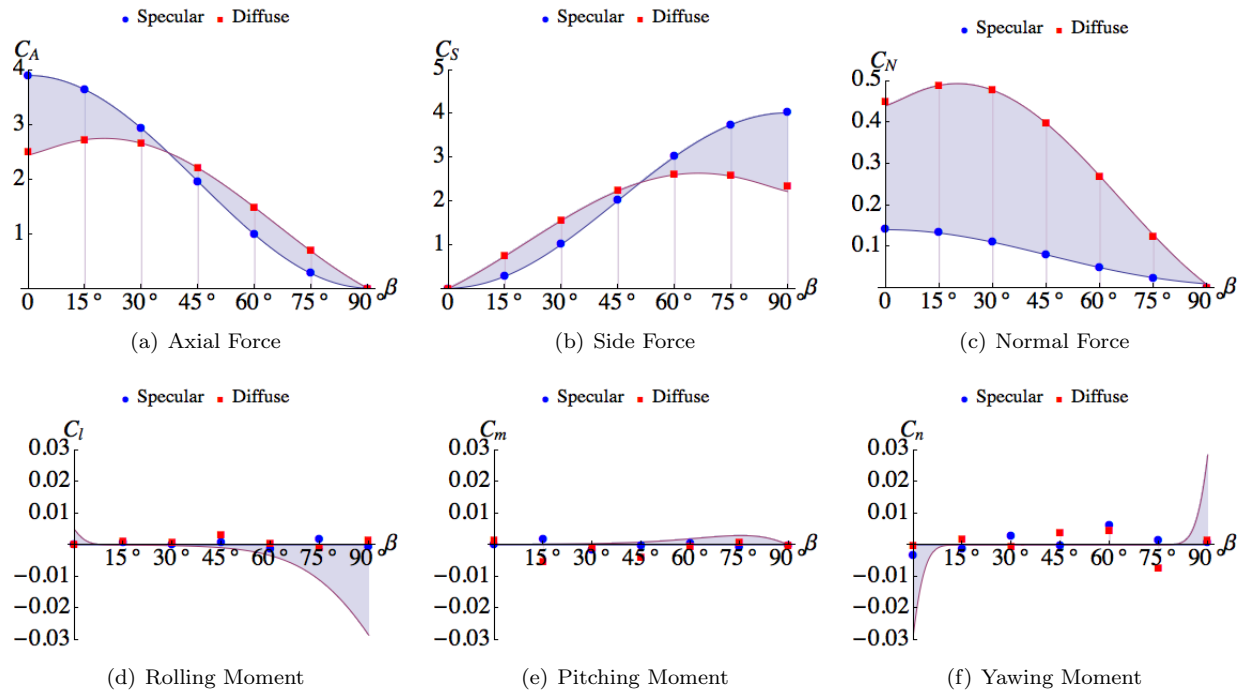 Specular Diffuse
C_A
4
3
2
1
0 15° 30° 45° 60° 75° 90° β
(a) Axial Force
Specular Diffuse
C_S
5
4
3
2
1
0 15° 30° 45° 60° 75° 90° β
(b) Side Force
Specular Diffuse
C_N
0.5
0.4
0.3
0.2
0.1
0 15° 30° 45° 60° 75° 90° β
(c) Normal Force
Specular Diffuse
C_l
0.03
0.02
0.01
15° 30° 45° 60° 75° 90° β
−0.01
−0.02
−0.03
(d) Rolling Moment
Specular Diffuse
C_m
0.03
0.02
0.01
15° 30° 45° 60° 75° 90° β
−0.01
−0.02
−0.03
(e) Pitching Moment
Specular Diffuse
C_n
0.03
0.02
0.01
15° 30° 45° 60° 75° 90° β
−0.01
−0.02
−0.03
(f) Yawing Moment